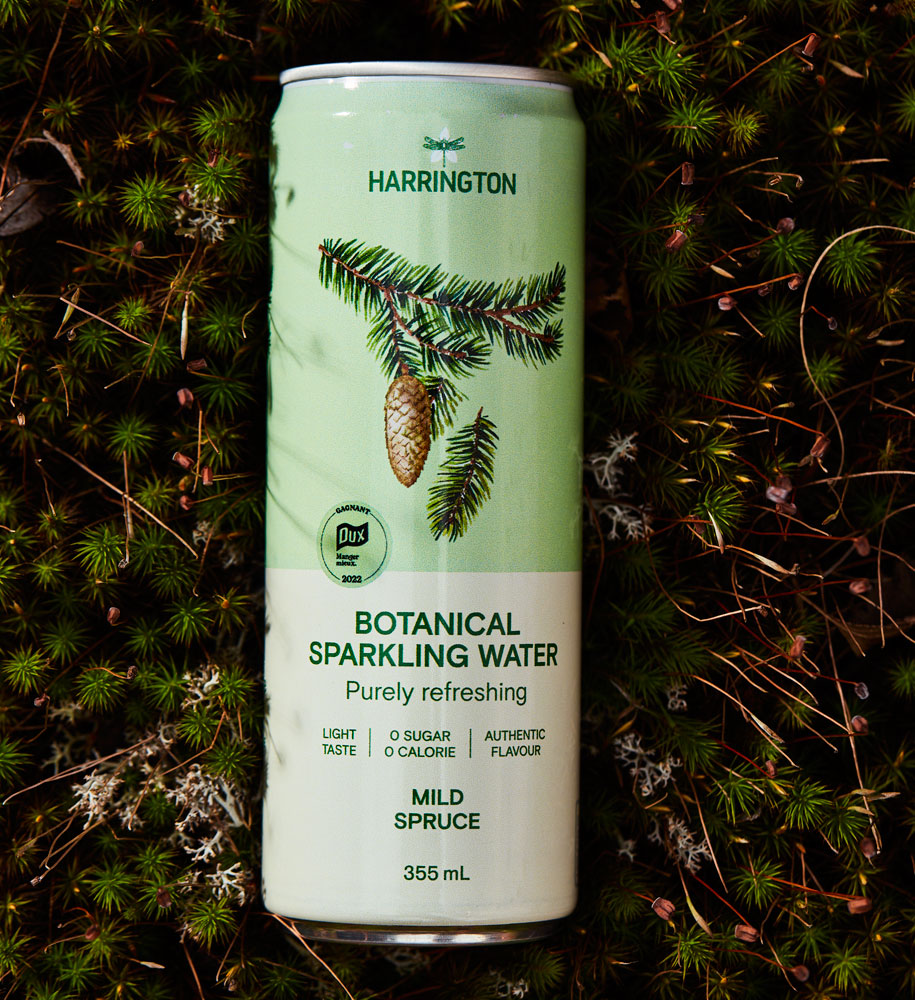 HARRINGTON
GAGNANT
Dux
Manger
mieux.
2022
BOTANICAL
SPARKLING WATER
Purely refreshing
LIGHT
TASTE
0 SUGAR
0 CALORIE
AUTHENTIC
FLAVOUR
MILD
SPRUCE
355 mL